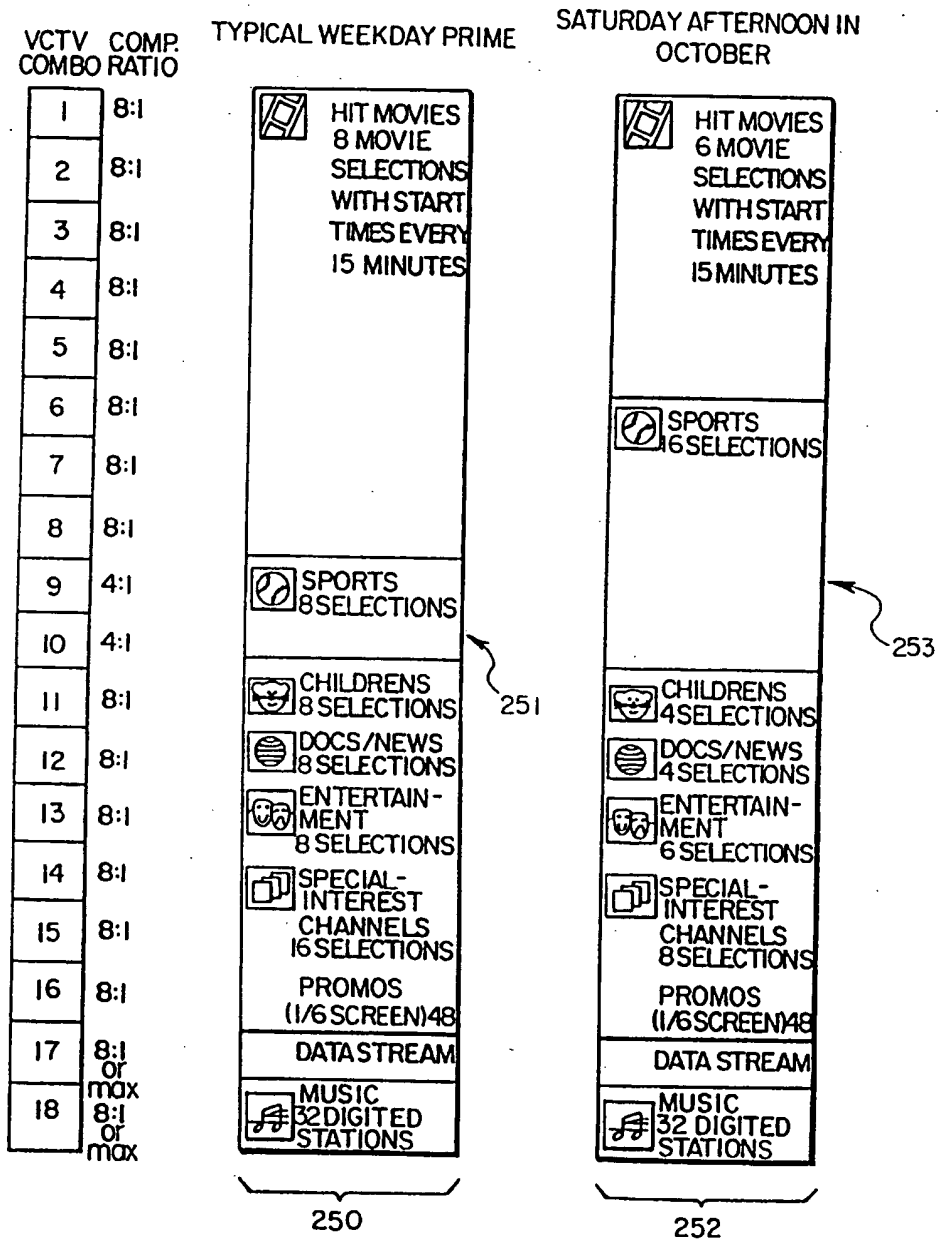 VCTV COMP.
COMBO RATIO
1 8:1
2 8:1
3 8:1
4 8:1
5 8:1
6 8:1
7 8:1
8 8:1
9 4:1
10 4:1
11 8:1
12 8:1
13 8:1
14 8:1
15 8:1
16 8:1
17 8:1
or
max
18 8:1
or
max
TYPICAL WEEKDAY PRIME
HIT MOVIES
8 MOVIE
SELECTIONS
WITH START
TIMES EVERY
15 MINUTES
SPORTS
8 SELECTIONS
CHILDRENS
8 SELECTIONS
DOCS/NEWS
8 SELECTIONS
ENTERTAIN-
MENT
8 SELECTIONS
SPECIAL-
INTEREST
CHANNELS
16 SELECTIONS
PROMOS
(1/6 SCREEN) 48
DATA STREAM
MUSIC
32 DIGITED
STATIONS
251
250
SATURDAY AFTERNOON IN
OCTOBER
HIT MOVIES
6 MOVIE
SELECTIONS
WITH START
TIMES EVERY
15 MINUTES
SPORTS
16 SELECTIONS
CHILDRENS
4 SELECTIONS
DOCS/NEWS
4 SELECTIONS
ENTERTAIN-
MENT
6 SELECTIONS
SPECIAL-
INTEREST
CHANNELS
8 SELECTIONS
PROMOS
(1/6 SCREEN) 48
DATA STREAM
MUSIC
32 DIGITED
STATIONS
253
252